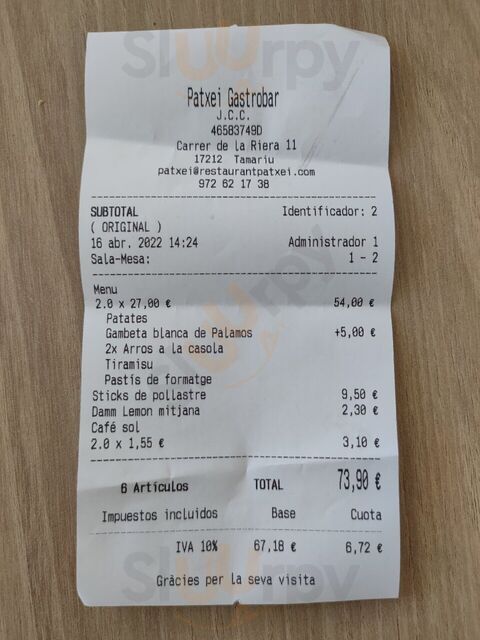 Patxei Gastrobar
J.C.C.
46583749D
Carrer de la Riera 11
17212 Tamariu
patxei@restaurantpatxei.com
972 62 17 38
SUBTOTAL Identificador: 2
( ORIGINAL )
16 abr. 2022 14:24 Administrador 1
Sala-Mesa: 1 - 2
Menu
2.0 x 27,00 € 54,00 €
Patates
Gambeta blanca de Palamos +5,00 €
2x Arros a la casola
Tiramisu
Pastis de formatge
Sticks de pollastre 9,50 €
Damm Lemon mitjana 2,30 €
Café sol
2.0 x 1,55 € 3,10 €
6 Artículos TOTAL 73,90 €
Impuestos incluidos Base Cuota
IVA 10% 67,18 € 6,72 €
Gràcies per la seva visita
Sluurpy
Sluurpy
Sluurpy